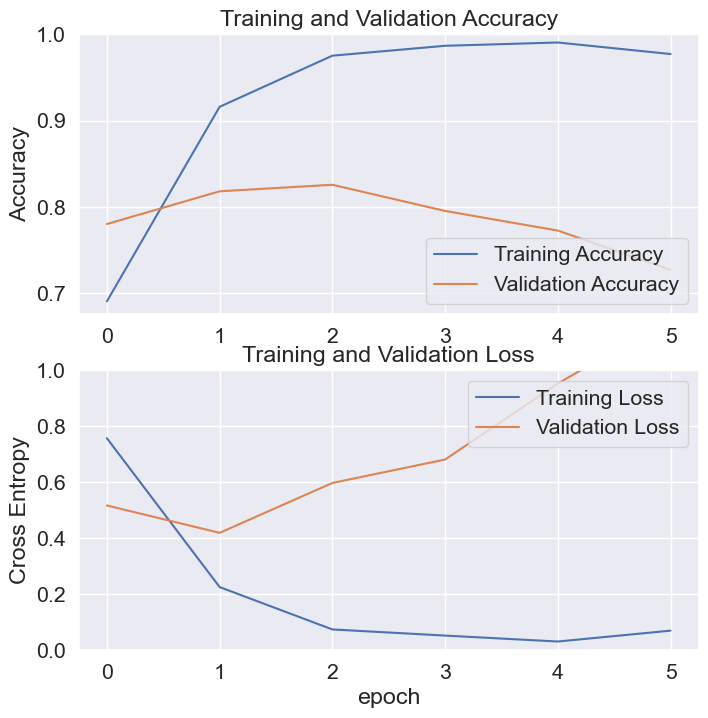 Training and Validation Accuracy
1.0
0.9
0.8
0.7
Accuracy
Training Accuracy
Validation Accuracy
0 1 2 3 4 5
Training and Validation Loss
1.0
0.8
0.6
0.4
0.2
0.0
Cross Entropy
Training Loss
Validation Loss
0 1 2 3 4 5
epoch